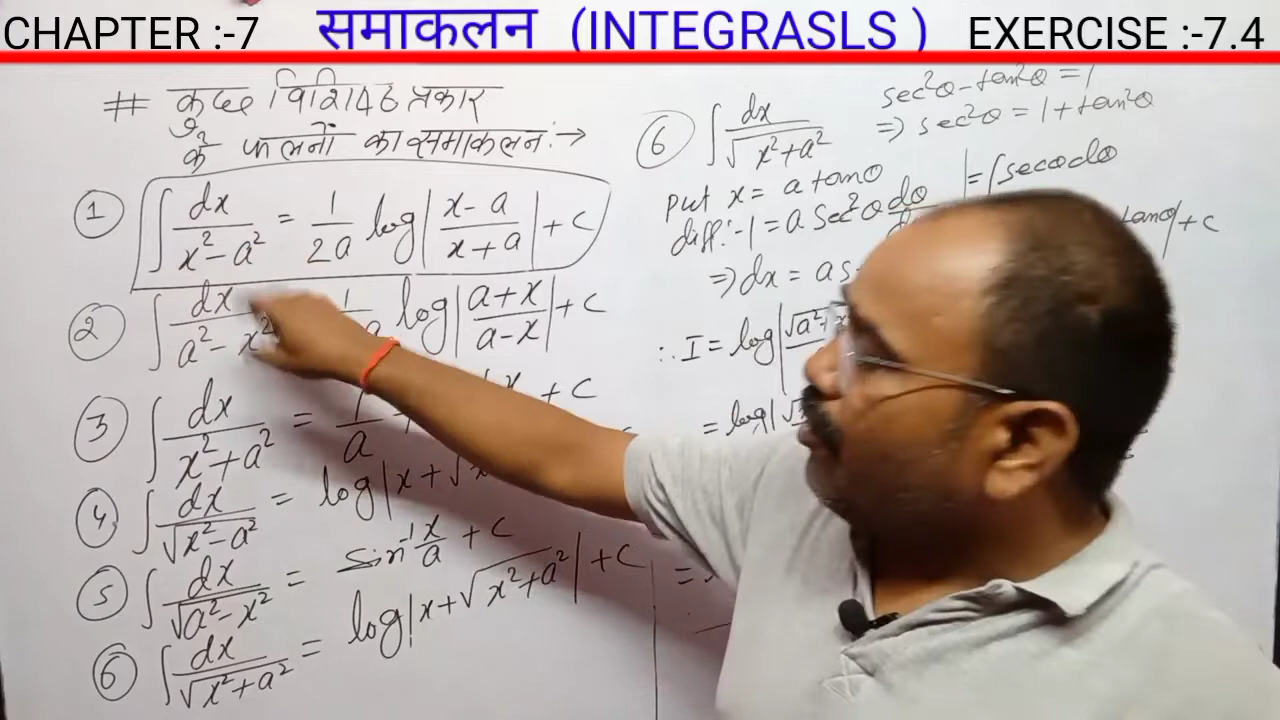 CHAPTER :-7 समाकलन (INTEGRASLS ) EXERCISE :-7.4
# कुछ विशिष्ट प्रकार
के फलनों का समाकलन :→
① ∫ dx/(x²-a²) = 1/2a log|(x-a)/(x+a)| + c
② ∫ dx/(a²-x²) log|(a+x)/(a-x)| + c
③ ∫ dx/(x²+a²) = 1/a + c
④ ∫ dx/√(x²-a²) = log|x+√
⑤ ∫ dx/√(a²-x²) = sin⁻¹ x/a + c
⑥ ∫ dx/√(x²+a²) = log|x+√(x²+a²)| + c
sec²θ-tan²θ = 1
⇒ sec²θ = 1+tan²θ
⑥ ∫ dx/√(x²+a²)
put x = a tanθ
diff:-1 = a sec²θ dθ
⇒ dx = a s
∴ I = log|√a²+
= log|√
= ∫secθdθ
tanθ| + c